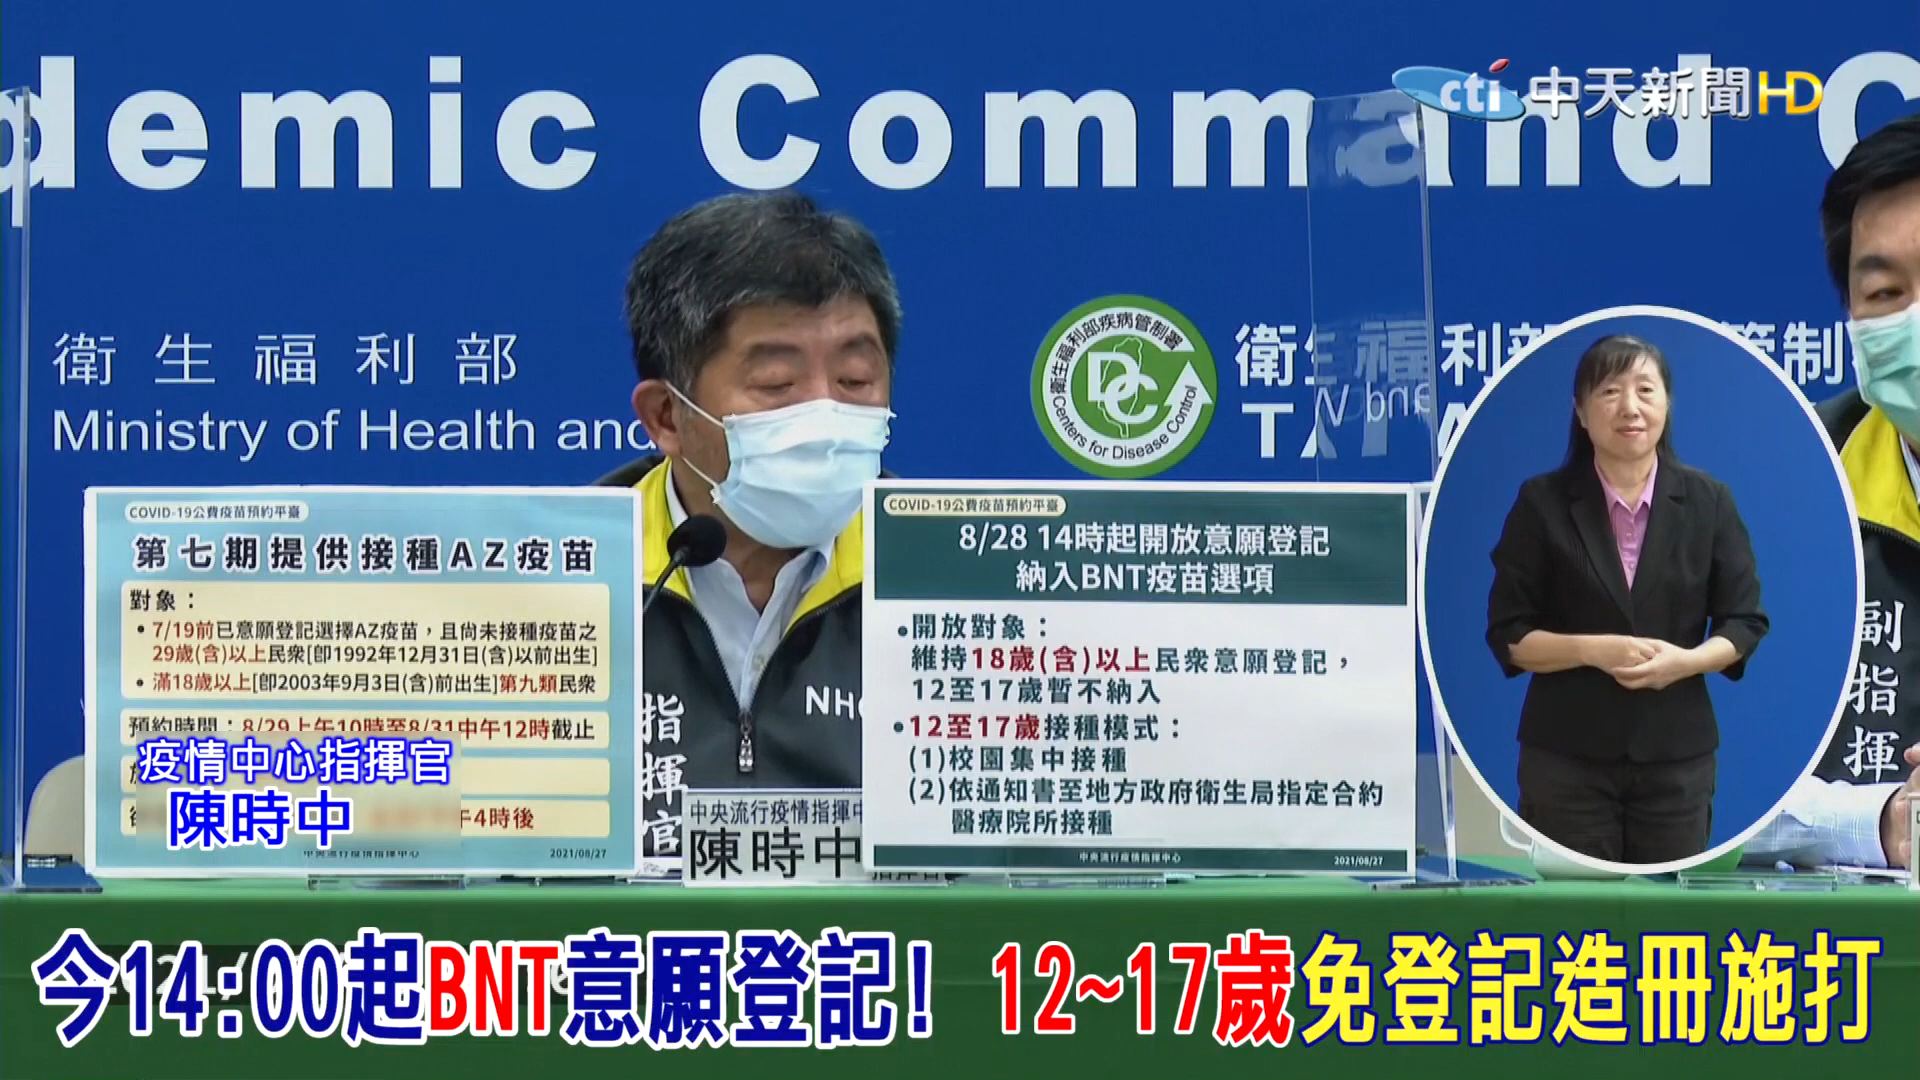 demic Command C
cti 中天新聞HD
衛生福利部
Ministry of Health and
衛生福利部疾病管制署
CDC
Centers for Disease Control
COVID-19公費疫苗預約平臺
第七期提供接種AZ疫苗
對象：
• 7/19前已意願登記選擇AZ疫苗，且尚未接種疫苗之
29歲(含)以上民眾[即1992年12月31日(含)以前出生]
• 滿18歲以上[即2003年9月3日(含)前出生]第九類民眾
預約時間：8/29上午10時至8/31中午12時截止
午4時後
中央流行疫情指揮中心
2021/08/27
COVID-19公費疫苗預約平臺
8/28 14時起開放意願登記
納入BNT疫苗選項
•開放對象：
維持18歲(含)以上民眾意願登記，
12至17歲暫不納入
•12至17歲接種模式：
(1)校園集中接種
(2)依通知書至地方政府衛生局指定合約
醫療院所接種
中央流行疫情指揮中心
2021/08/27
疫情中心指揮官
陳時中
指揮官
中央流行疫情指揮中
陳時中
副指揮
今14:00起BNT意願登記! 12~17歲免登記造冊施打